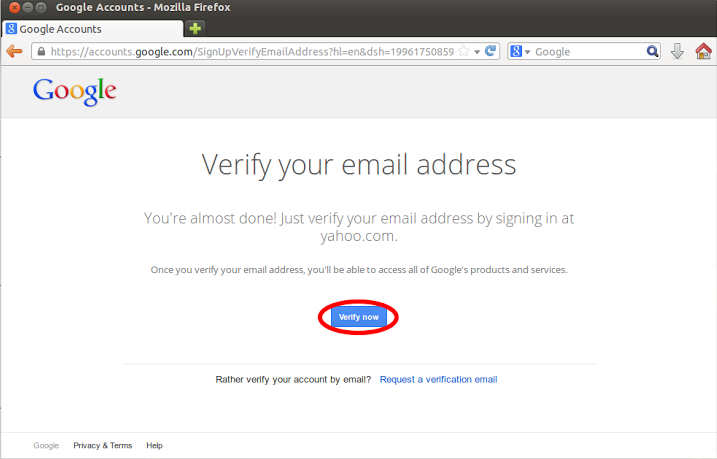 Google Accounts - Mozilla Firefox
Google Accounts
https://accounts.google.com/SignUpVerifyEmailAddress?hl=en&dsh=19961750859
Google
Google
Verify your email address
You're almost done! Just verify your email address by signing in at
yahoo.com.
Once you verify your email address, you'll be able to access all of Google's products and services.
Verify now
Rather verify your account by email? Request a verification email
Google Privacy & Terms Help